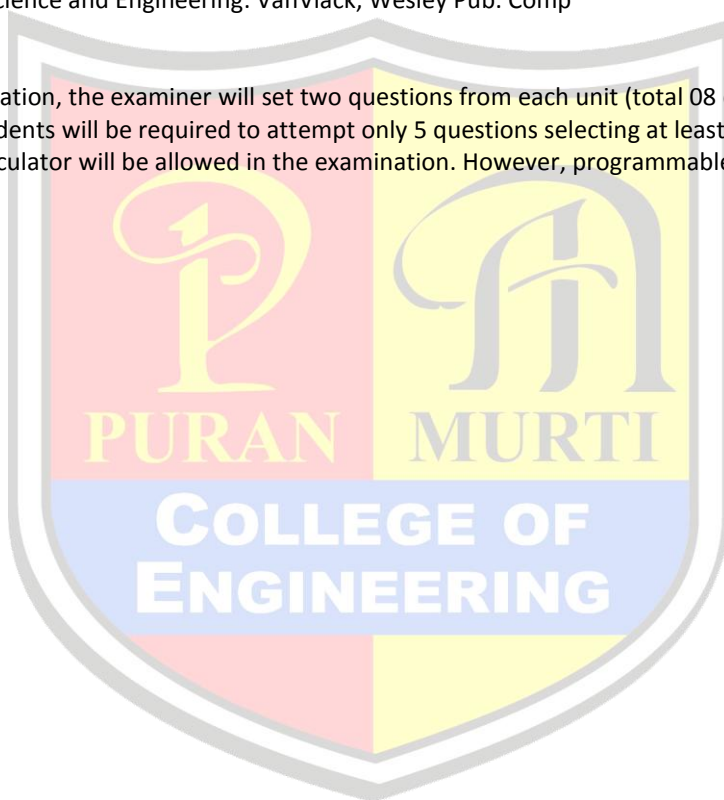 cience and Engineering: VanVlack, Wesley Pub. Comp
ation, the examiner will set two questions from each unit (total 08
dents will be required to attempt only 5 questions selecting at least
culator will be allowed in the examination. However, programmable
PURAN MURTI
COLLEGE OF
ENGINEERING